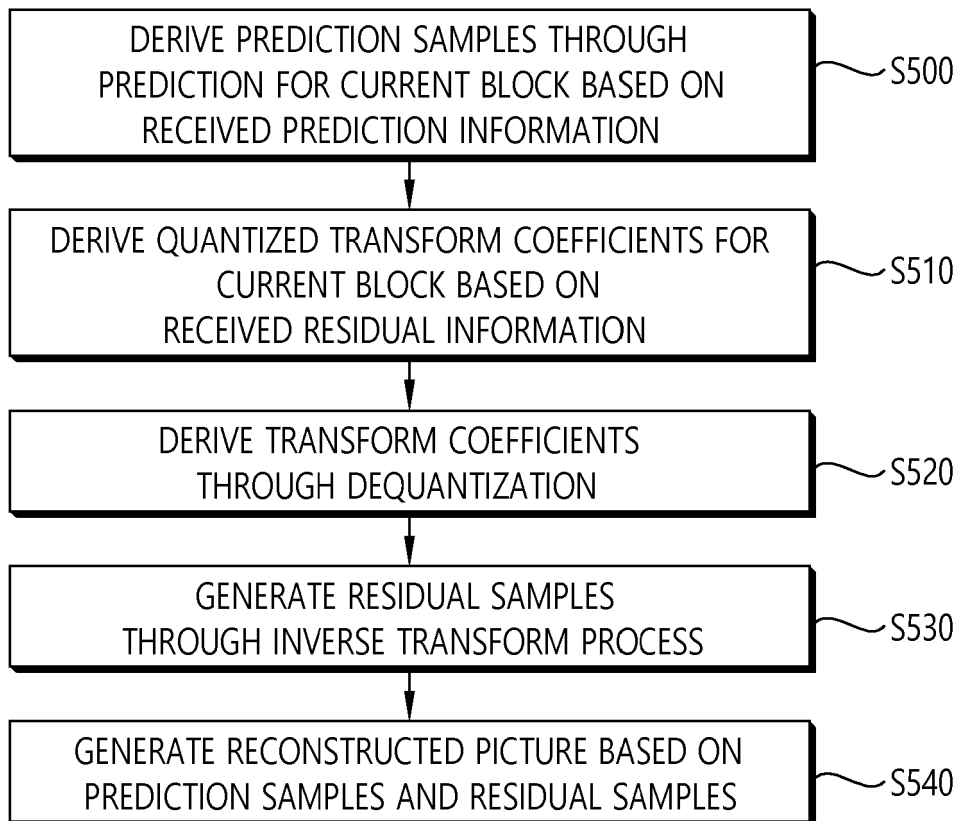 DERIVE PREDICTION SAMPLES THROUGH
PREDICTION FOR CURRENT BLOCK BASED ON
RECEIVED PREDICTION INFORMATION
S500
DERIVE QUANTIZED TRANSFORM COEFFICIENTS FOR
CURRENT BLOCK BASED ON
RECEIVED RESIDUAL INFORMATION
S510
DERIVE TRANSFORM COEFFICIENTS
THROUGH DEQUANTIZATION
S520
GENERATE RESIDUAL SAMPLES
THROUGH INVERSE TRANSFORM PROCESS
S530
GENERATE RECONSTRUCTED PICTURE BASED ON
PREDICTION SAMPLES AND RESIDUAL SAMPLES
S540